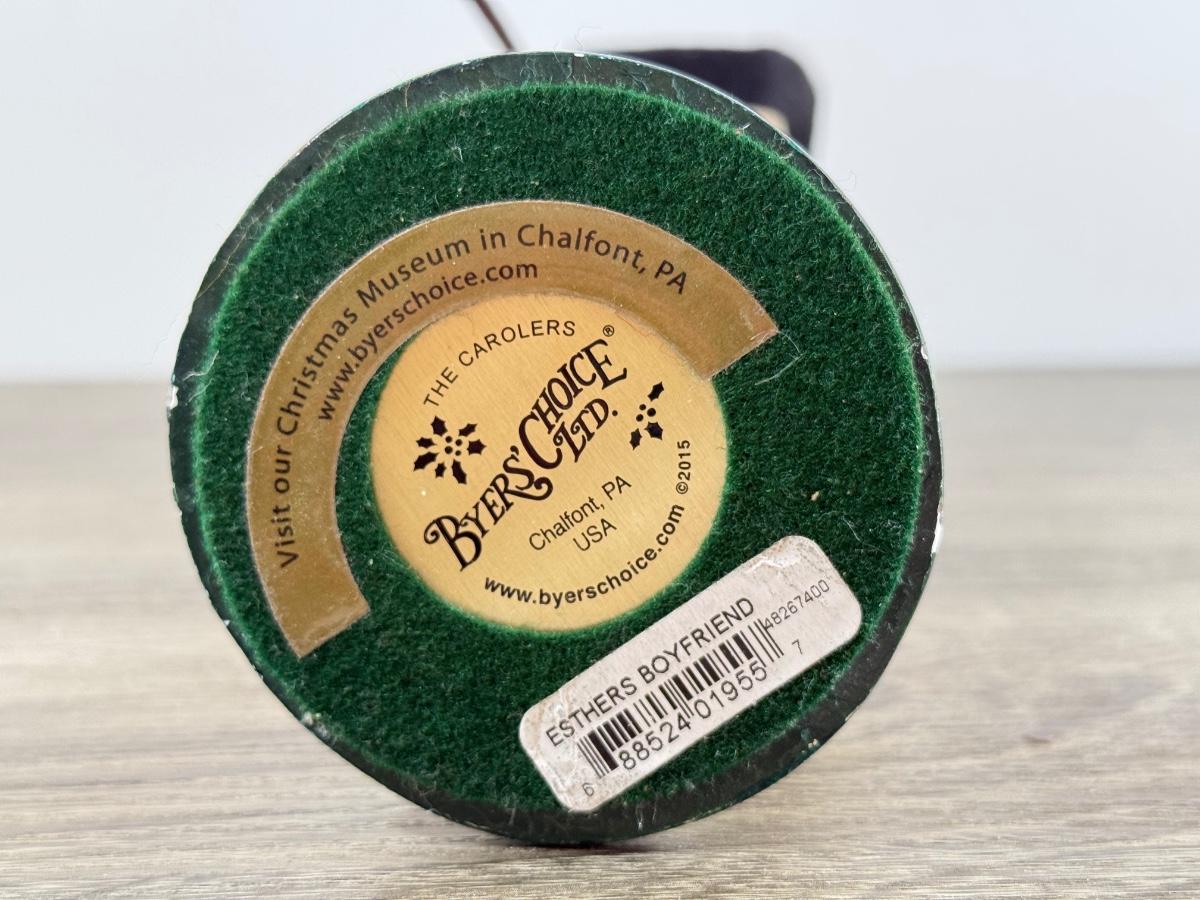 Visit our Christmas Museum in Chalfont, PA
www.byerschoice.com
THE CAROLERS
BYERS' CHOICE ®
LTD.
Chalfont, PA
USA
www.byerschoice.com ©2015
ESTHERS BOYFRIEND
48267400
6 88524 01955 7